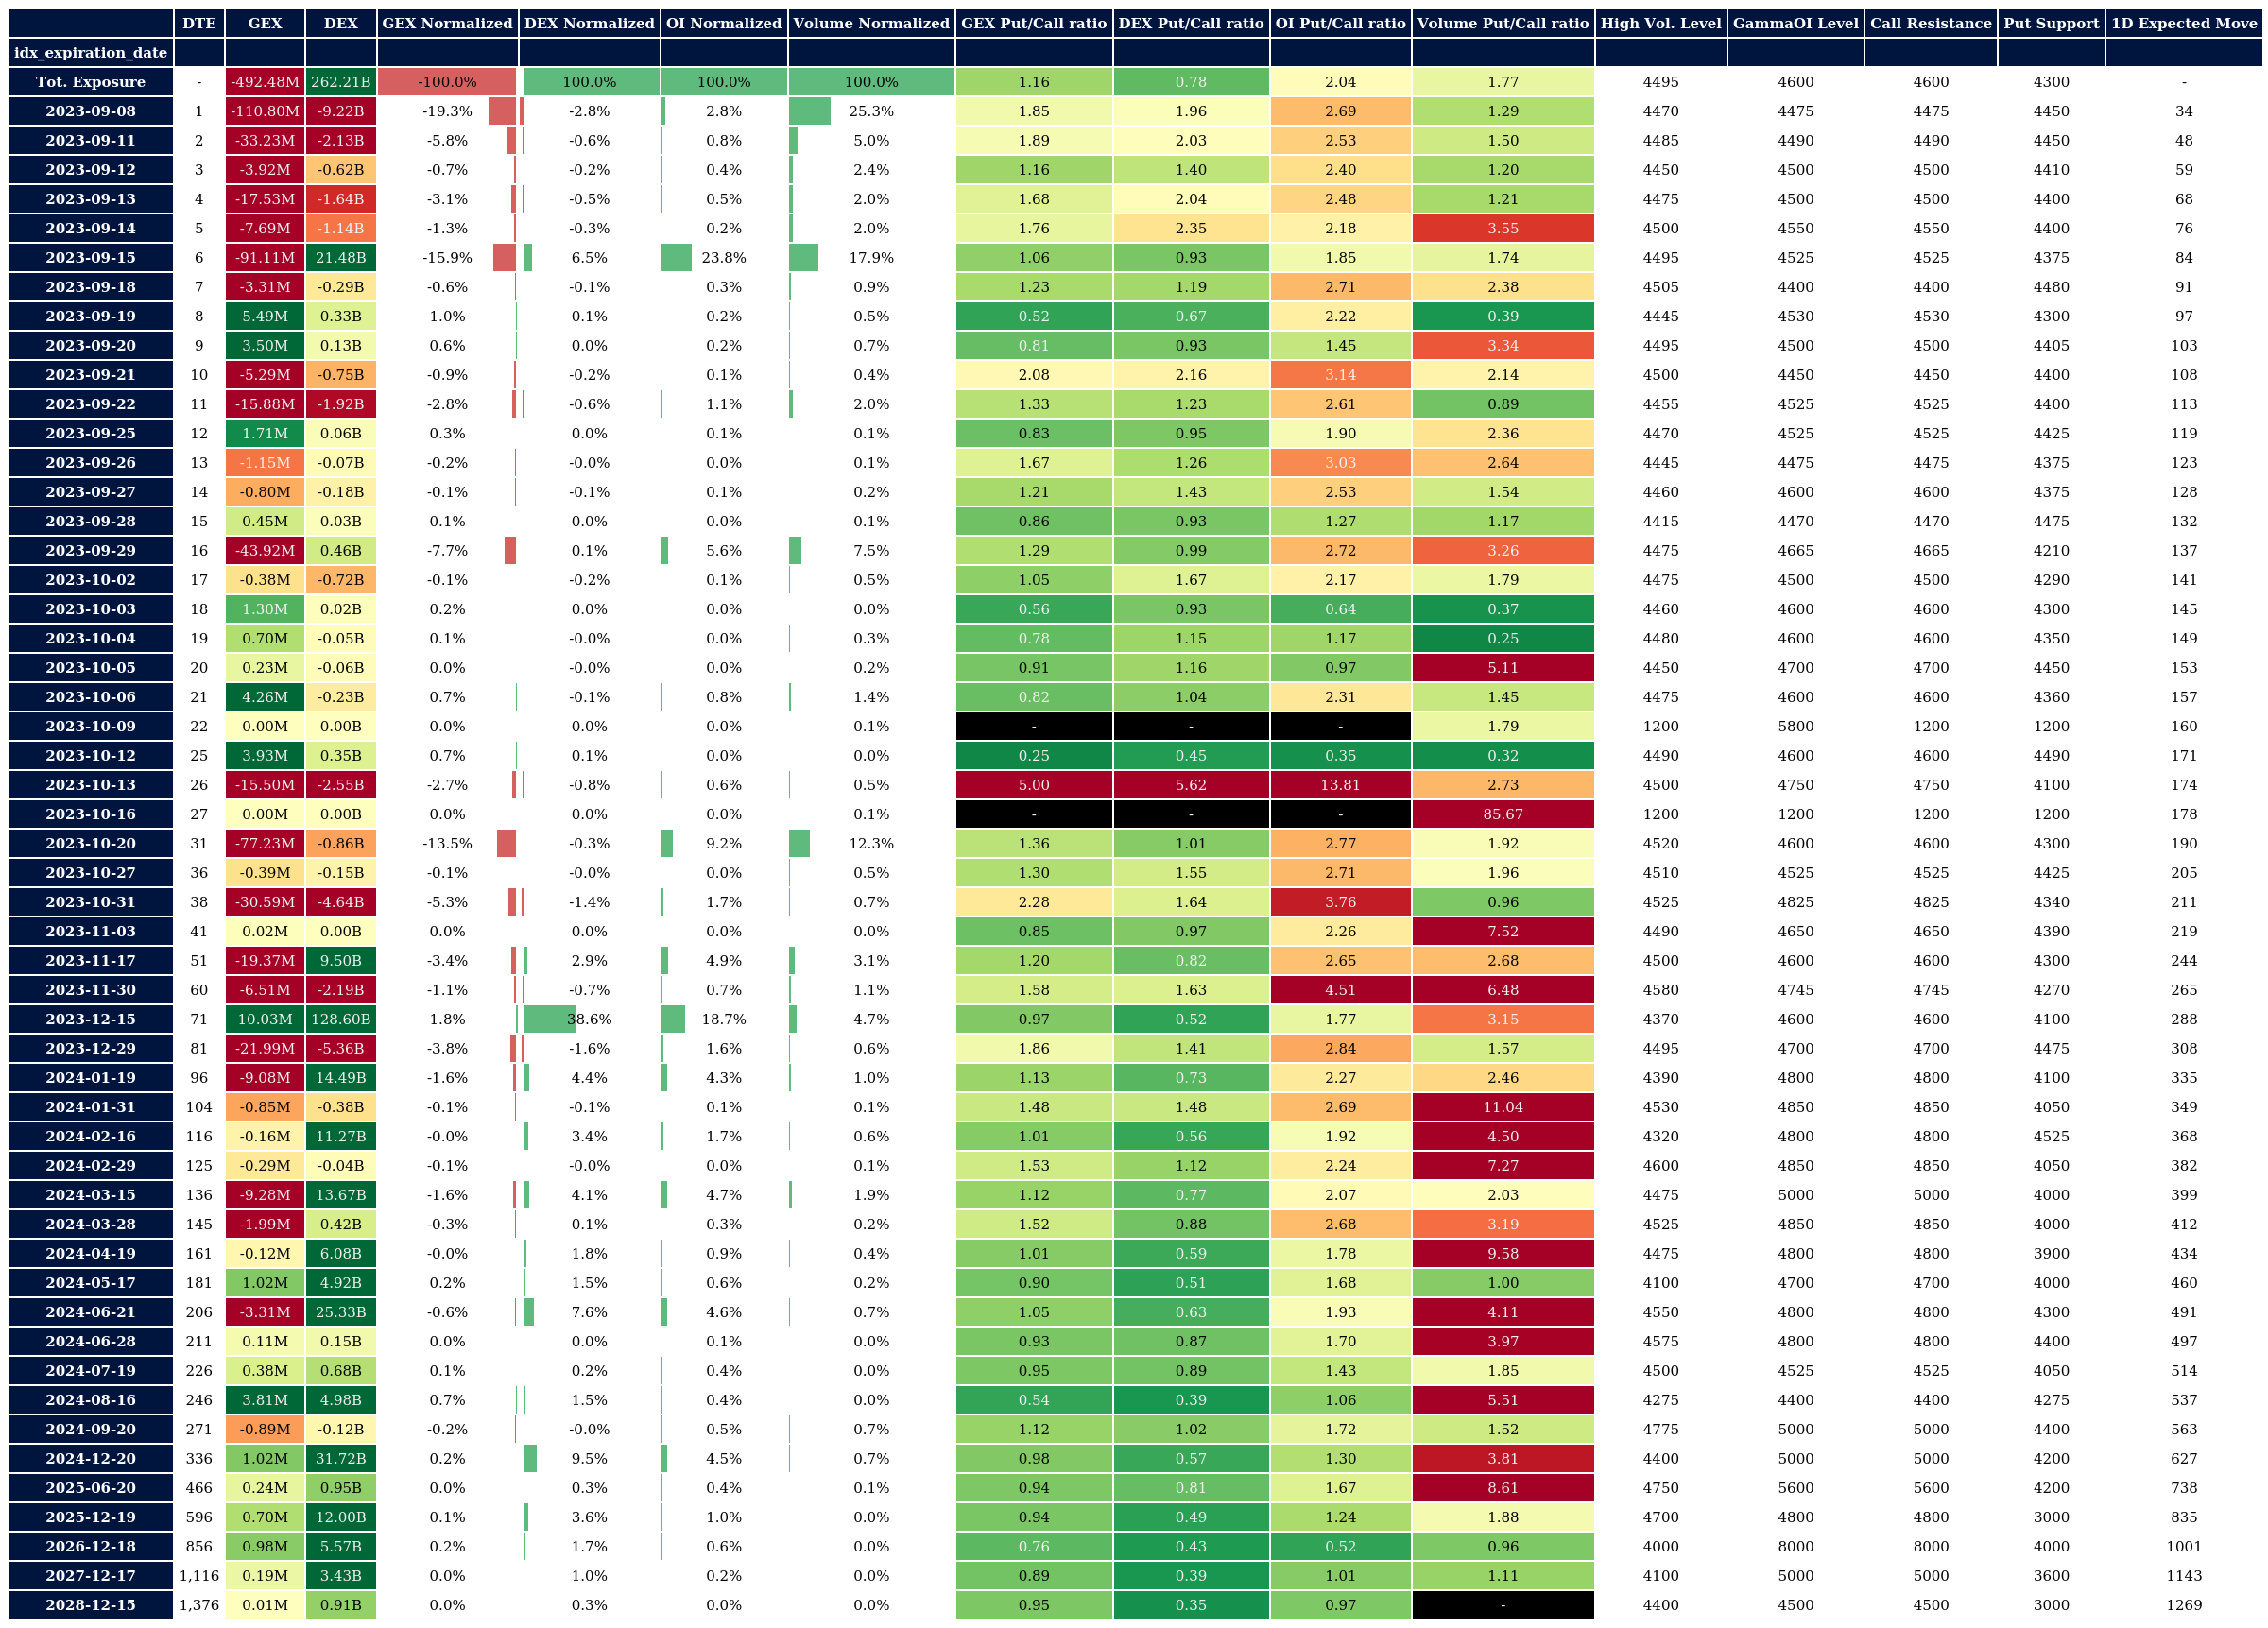 DTE GEX DEX GEX Normalized DEX Normalized OI Normalized Volume Normalized GEX Put/Call ratio DEX Put/Call ratio OI Put/Call ratio Volume Put/Call ratio High Vol. Level GammaOI Level Call Resistance Put Support 1D Expected Move
idx_expiration_date
Tot. Exposure - -492.48M 262.21B -100.0% 100.0% 100.0% 100.0% 1.16 0.78 2.04 1.77 4495 4600 4600 4300 -
2023-09-08 1 -110.80M -9.22B -19.3% -2.8% 2.8% 25.3% 1.85 1.96 2.69 1.29 4470 4475 4475 4450 34
2023-09-11 2 -33.23M -2.13B -5.8% -0.6% 0.8% 5.0% 1.89 2.03 2.53 1.50 4485 4490 4490 4450 48
2023-09-12 3 -3.92M -0.62B -0.7% -0.2% 0.4% 2.4% 1.16 1.40 2.40 1.20 4450 4500 4500 4410 59
2023-09-13 4 -17.53M -1.64B -3.1% -0.5% 0.5% 2.0% 1.68 2.04 2.48 1.21 4475 4500 4500 4400 68
2023-09-14 5 -7.69M -1.14B -1.3% -0.3% 0.2% 2.0% 1.76 2.35 2.18 3.55 4500 4550 4550 4400 76
2023-09-15 6 -91.11M 21.48B -15.9% 6.5% 23.8% 17.9% 1.06 0.93 1.85 1.74 4495 4525 4525 4375 84
2023-09-18 7 -3.31M -0.29B -0.6% -0.1% 0.3% 0.9% 1.23 1.19 2.71 2.38 4505 4400 4400 4480 91
2023-09-19 8 5.49M 0.33B 1.0% 0.1% 0.2% 0.5% 0.52 0.67 2.22 0.39 4445 4530 4530 4300 97
2023-09-20 9 3.50M 0.13B 0.6% 0.0% 0.2% 0.7% 0.81 0.93 1.45 3.34 4495 4500 4500 4405 103
2023-09-21 10 -5.29M -0.75B -0.9% -0.2% 0.1% 0.4% 2.08 2.16 3.14 2.14 4500 4450 4450 4400 108
2023-09-22 11 -15.88M -1.92B -2.8% -0.6% 1.1% 2.0% 1.33 1.23 2.61 0.89 4455 4525 4525 4400 113
2023-09-25 12 1.71M 0.06B 0.3% 0.0% 0.1% 0.1% 0.83 0.95 1.90 2.36 4470 4525 4525 4425 119
2023-09-26 13 -1.15M -0.07B -0.2% -0.0% 0.0% 0.1% 1.67 1.26 3.03 2.64 4445 4475 4475 4375 123
2023-09-27 14 -0.80M -0.18B -0.1% -0.1% 0.1% 0.2% 1.21 1.43 2.53 1.54 4460 4600 4600 4375 128
2023-09-28 15 0.45M 0.03B 0.1% 0.0% 0.0% 0.1% 0.86 0.93 1.27 1.17 4415 4470 4470 4475 132
2023-09-29 16 -43.92M 0.46B -7.7% 0.1% 5.6% 7.5% 1.29 0.99 2.72 3.26 4475 4665 4665 4210 137
2023-10-02 17 -0.38M -0.72B -0.1% -0.2% 0.1% 0.5% 1.05 1.67 2.17 1.79 4475 4500 4500 4290 141
2023-10-03 18 1.30M 0.02B 0.2% 0.0% 0.0% 0.0% 0.56 0.93 0.64 0.37 4460 4600 4600 4300 145
2023-10-04 19 0.70M -0.05B 0.1% -0.0% 0.0% 0.3% 0.78 1.15 1.17 0.25 4480 4600 4600 4350 149
2023-10-05 20 0.23M -0.06B 0.0% -0.0% 0.0% 0.2% 0.91 1.16 0.97 5.11 4450 4700 4700 4450 153
2023-10-06 21 4.26M -0.23B 0.7% -0.1% 0.8% 1.4% 0.82 1.04 2.31 1.45 4475 4600 4600 4360 157
2023-10-09 22 0.00M 0.00B 0.0% 0.0% 0.0% 0.1% - - - 1.79 1200 5800 1200 1200 160
2023-10-12 25 3.93M 0.35B 0.7% 0.1% 0.0% 0.0% 0.25 0.45 0.35 0.32 4490 4600 4600 4490 171
2023-10-13 26 -15.50M -2.55B -2.7% -0.8% 0.6% 0.5% 5.00 5.62 13.81 2.73 4500 4750 4750 4100 174
2023-10-16 27 0.00M 0.00B 0.0% 0.0% 0.0% 0.1% - - - 85.67 1200 1200 1200 1200 178
2023-10-20 31 -77.23M -0.86B -13.5% -0.3% 9.2% 12.3% 1.36 1.01 2.77 1.92 4520 4600 4600 4300 190
2023-10-27 36 -0.39M -0.15B -0.1% -0.0% 0.0% 0.5% 1.30 1.55 2.71 1.96 4510 4525 4525 4425 205
2023-10-31 38 -30.59M -4.64B -5.3% -1.4% 1.7% 0.7% 2.28 1.64 3.76 0.96 4525 4825 4825 4340 211
2023-11-03 41 0.02M 0.00B 0.0% 0.0% 0.0% 0.0% 0.85 0.97 2.26 7.52 4490 4650 4650 4390 219
2023-11-17 51 -19.37M 9.50B -3.4% 2.9% 4.9% 3.1% 1.20 0.82 2.65 2.68 4500 4600 4600 4300 244
2023-11-30 60 -6.51M -2.19B -1.1% -0.7% 0.7% 1.1% 1.58 1.63 4.51 6.48 4580 4745 4745 4270 265
2023-12-15 71 10.03M 128.60B 1.8% 38.6% 18.7% 4.7% 0.97 0.52 1.77 3.15 4370 4600 4600 4100 288
2023-12-29 81 -21.99M -5.36B -3.8% -1.6% 1.6% 0.6% 1.86 1.41 2.84 1.57 4495 4700 4700 4475 308
2024-01-19 96 -9.08M 14.49B -1.6% 4.4% 4.3% 1.0% 1.13 0.73 2.27 2.46 4390 4800 4800 4100 335
2024-01-31 104 -0.85M -0.38B -0.1% -0.1% 0.1% 0.1% 1.48 1.48 2.69 11.04 4530 4850 4850 4050 349
2024-02-16 116 -0.16M 11.27B -0.0% 3.4% 1.7% 0.6% 1.01 0.56 1.92 4.50 4320 4800 4800 4525 368
2024-02-29 125 -0.29M -0.04B -0.1% -0.0% 0.0% 0.1% 1.53 1.12 2.24 7.27 4600 4850 4850 4050 382
2024-03-15 136 -9.28M 13.67B -1.6% 4.1% 4.7% 1.9% 1.12 0.77 2.07 2.03 4475 5000 5000 4000 399
2024-03-28 145 -1.99M 0.42B -0.3% 0.1% 0.3% 0.2% 1.52 0.88 2.68 3.19 4525 4850 4850 4000 412
2024-04-19 161 -0.12M 6.08B -0.0% 1.8% 0.9% 0.4% 1.01 0.59 1.78 9.58 4475 4800 4800 3900 434
2024-05-17 181 1.02M 4.92B 0.2% 1.5% 0.6% 0.2% 0.90 0.51 1.68 1.00 4100 4700 4700 4000 460
2024-06-21 206 -3.31M 25.33B -0.6% 7.6% 4.6% 0.7% 1.05 0.63 1.93 4.11 4550 4800 4800 4300 491
2024-06-28 211 0.11M 0.15B 0.0% 0.0% 0.1% 0.0% 0.93 0.87 1.70 3.97 4575 4800 4800 4400 497
2024-07-19 226 0.38M 0.68B 0.1% 0.2% 0.4% 0.0% 0.95 0.89 1.43 1.85 4500 4525 4525 4050 514
2024-08-16 246 3.81M 4.98B 0.7% 1.5% 0.4% 0.0% 0.54 0.39 1.06 5.51 4275 4400 4400 4275 537
2024-09-20 271 -0.89M -0.12B -0.2% -0.0% 0.5% 0.7% 1.12 1.02 1.72 1.52 4775 5000 5000 4400 563
2024-12-20 336 1.02M 31.72B 0.2% 9.5% 4.5% 0.7% 0.98 0.57 1.30 3.81 4400 5000 5000 4200 627
2025-06-20 466 0.24M 0.95B 0.0% 0.3% 0.4% 0.1% 0.94 0.81 1.67 8.61 4750 5600 5600 4200 738
2025-12-19 596 0.70M 12.00B 0.1% 3.6% 1.0% 0.0% 0.94 0.49 1.24 1.88 4700 4800 4800 3000 835
2026-12-18 856 0.98M 5.57B 0.2% 1.7% 0.6% 0.0% 0.76 0.43 0.52 0.96 4000 8000 8000 4000 1001
2027-12-17 1,116 0.19M 3.43B 0.0% 1.0% 0.2% 0.0% 0.89 0.39 1.01 1.11 4100 5000 5000 3600 1143
2028-12-15 1,376 0.01M 0.91B 0.0% 0.3% 0.0% 0.0% 0.95 0.35 0.97 - 4400 4500 4500 3000 1269